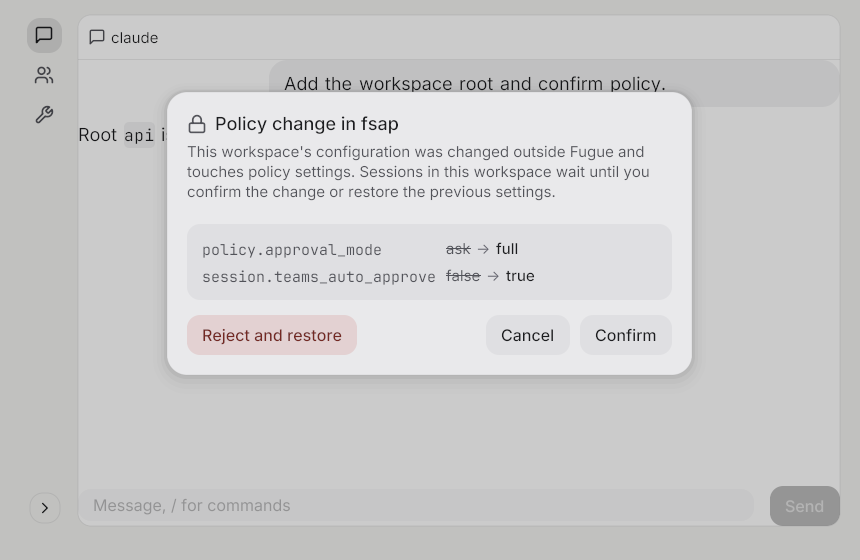 claude
Add the workspace root and confirm policy.
Root api
Policy change in fsap
This workspace's configuration was changed outside Fugue and
touches policy settings. Sessions in this workspace wait until you
confirm the change or restore the previous settings.
policy.approval_mode ask → full
session.teams_auto_approve false → true
Reject and restore Cancel Confirm
Message, / for commands Send